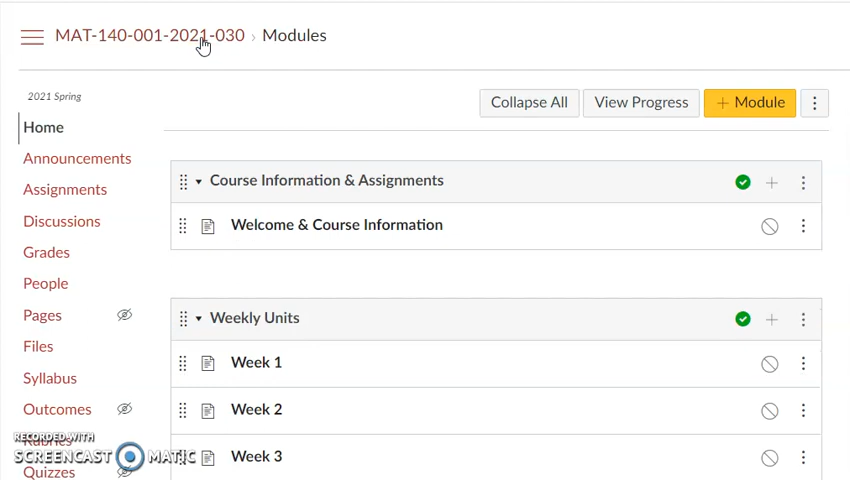 MAT-140-001-2021-030 › Modules
2021 Spring
Collapse All
View Progress
+ Module
Home
Announcements
Assignments
Discussions
Grades
People
Pages
Files
Syllabus
Outcomes
Rubrics
Quizzes
Course Information & Assignments
Welcome & Course Information
Weekly Units
Week 1
Week 2
Week 3
RECORDED WITH
SCREENCAST MATIC